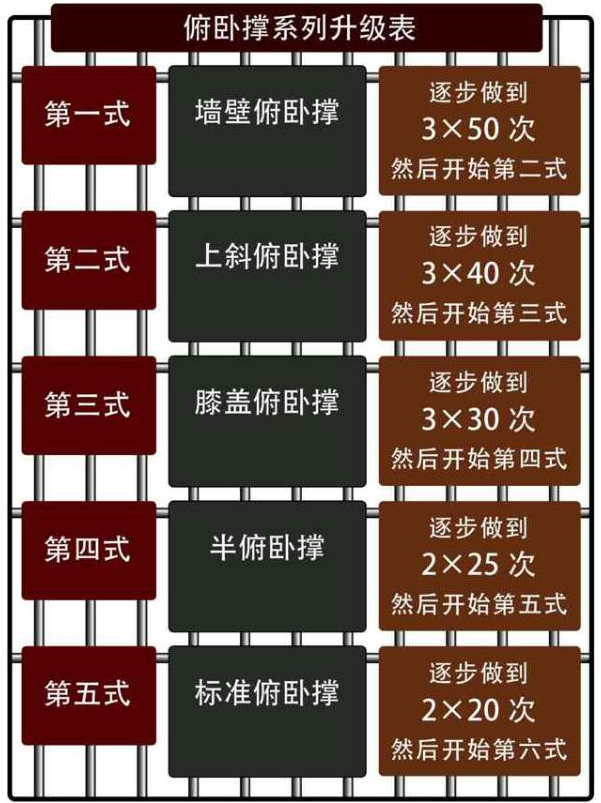 俯卧撑系列升级表
第一式
墙壁俯卧撑
逐步做到
3×50 次
然后开始第二式
第二式
上斜俯卧撑
逐步做到
3×40 次
然后开始第三式
第三式
膝盖俯卧撑
逐步做到
3×30 次
然后开始第四式
第四式
半俯卧撑
逐步做到
2×25 次
然后开始第五式
第五式
标准俯卧撑
逐步做到
2×20 次
然后开始第六式